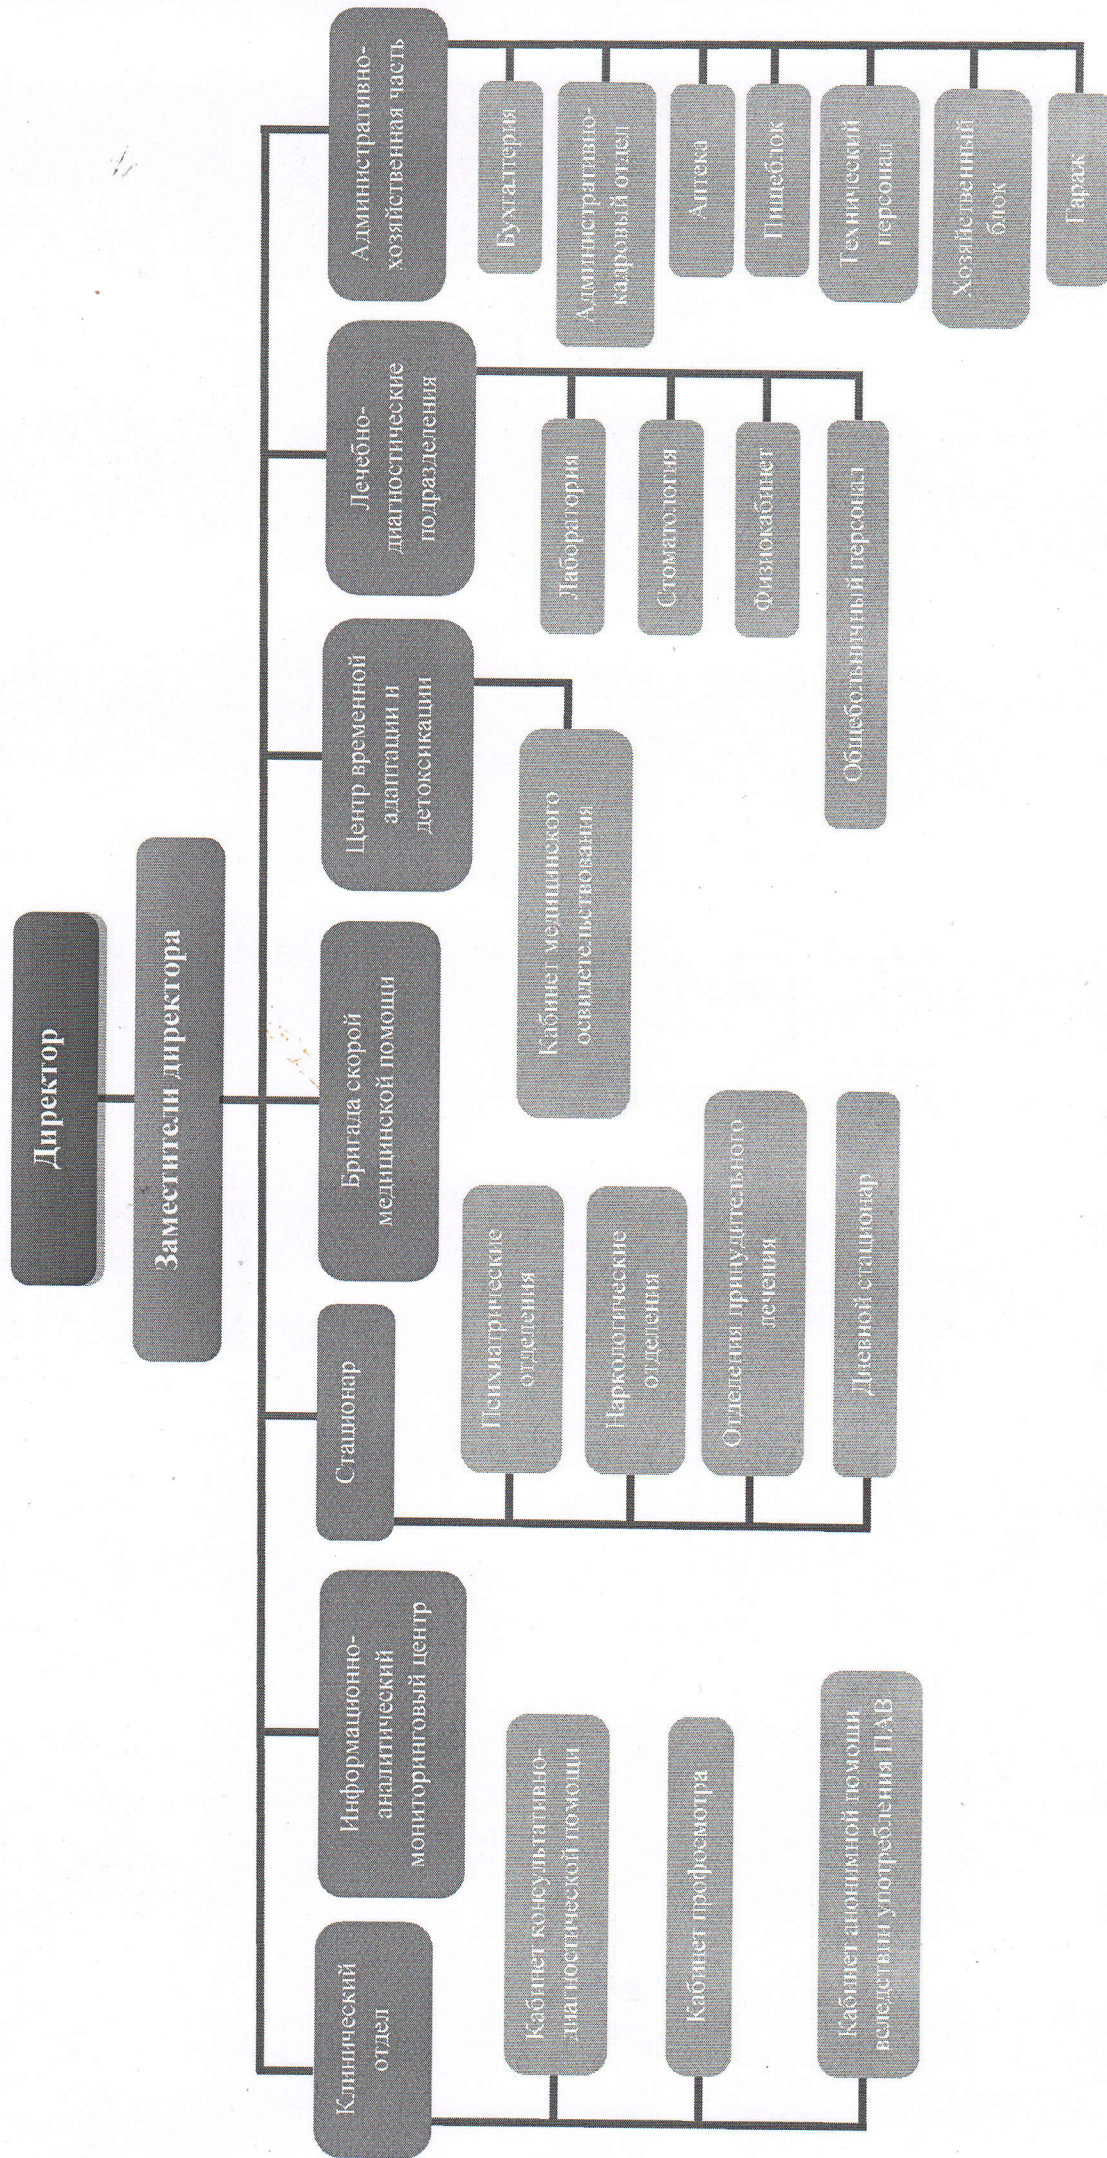 Директор
Заместители директора
Клинический
отдел
Информационно-
аналитический
мониторинговый центр
Стационар
Бригада скорой
медицинской помощи
Центр временной
адаптации и
детоксикации
Лечебно-
диагностические
подразделения
Административно-
хозяйственная часть
Кабинет консультативно-
диагностической помощи
Кабинет профосмотра
Кабинет анонимной помощи
вследствии употребления ПАВ
Психиатрические
отделения
Наркологические
отделения
Отделения принудительного
лечения
Дневной стационар
Кабинет медицинского
освидетельствования
Лаборатория
Стоматология
Физиокабинет
Общебольничный персонал
Бухгалтерия
Административно-
кадровый отдел
Аптека
Пищеблок
Технический
персонал
Хозяйственный
блок
Гараж